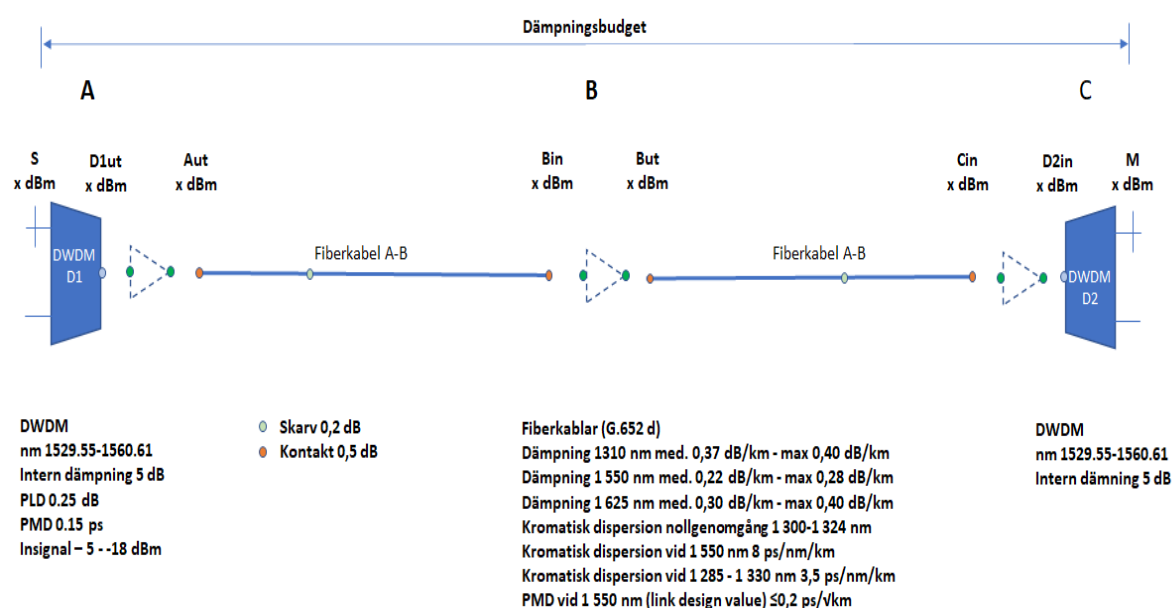 Dämpningsbudget
A
B
C
S
x dBm
D1ut
x dBm
Aut
x dBm
Bin
x dBm
But
x dBm
Cin
x dBm
D2in
x dBm
M
x dBm
DWDM
D1
Fiberkabel A-B
Fiberkabel A-B
DWDM
D2
DWDM
nm 1529.55-1560.61
Intern dämpning 5 dB
PLD 0.25 dB
PMD 0.15 ps
Insignal – 5 - -18 dBm
Skarv 0,2 dB
Kontakt 0,5 dB
Fiberkablar (G.652 d)
Dämpning 1310 nm med. 0,37 dB/km - max 0,40 dB/km
Dämpning 1 550 nm med. 0,22 dB/km - max 0,28 dB/km
Dämpning 1 625 nm med. 0,30 dB/km - max 0,40 dB/km
Kromatisk dispersion nollgenomgång 1 300-1 324 nm
Kromatisk dispersion vid 1 550 nm 8 ps/nm/km
Kromatisk dispersion vid 1 285 - 1 330 nm 3,5 ps/nm/km
PMD vid 1 550 nm (link design value) ≤0,2 ps/√km
DWDM
nm 1529.55-1560.61
Intern dämning 5 dB